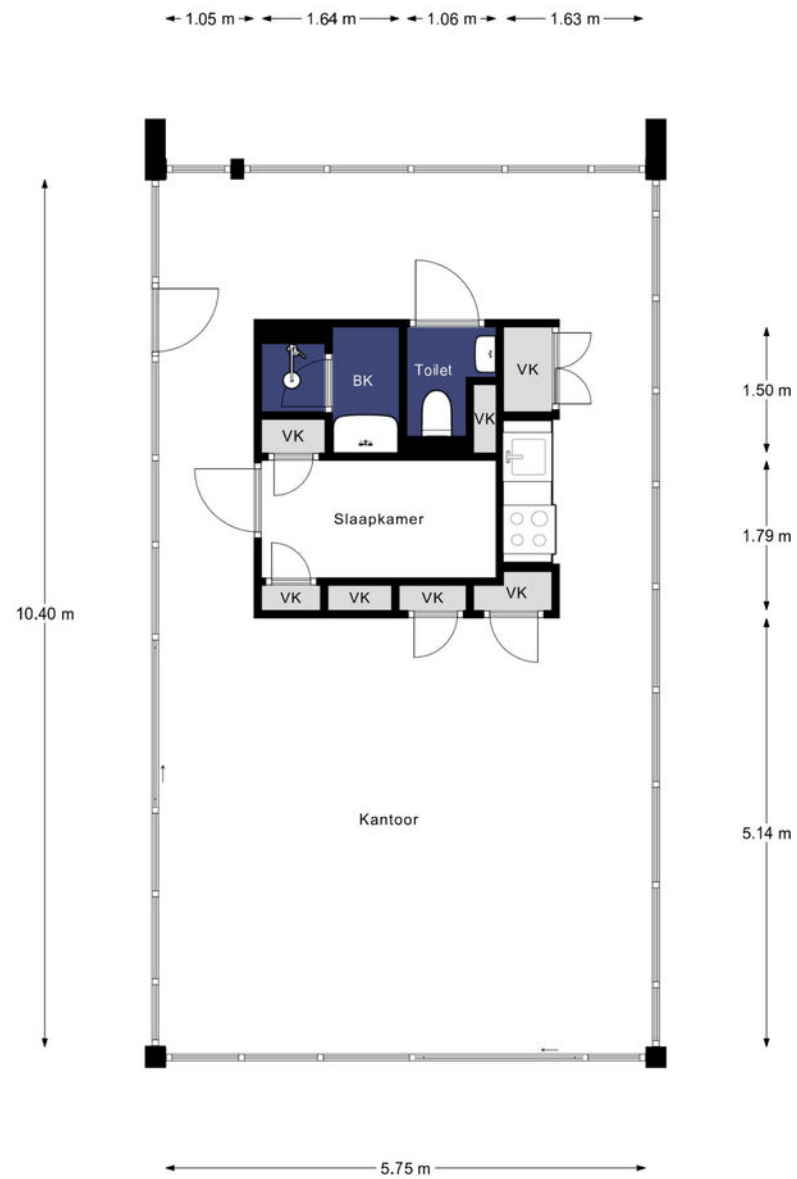 1.05 m 1.64 m 1.06 m 1.63 m
Toilet
VK
BK
1.50 m
VK
VK
Slaapkamer
1.79 m
VK
VK
VK
VK
10.40 m
Kantoor
5.14 m
5.75 m